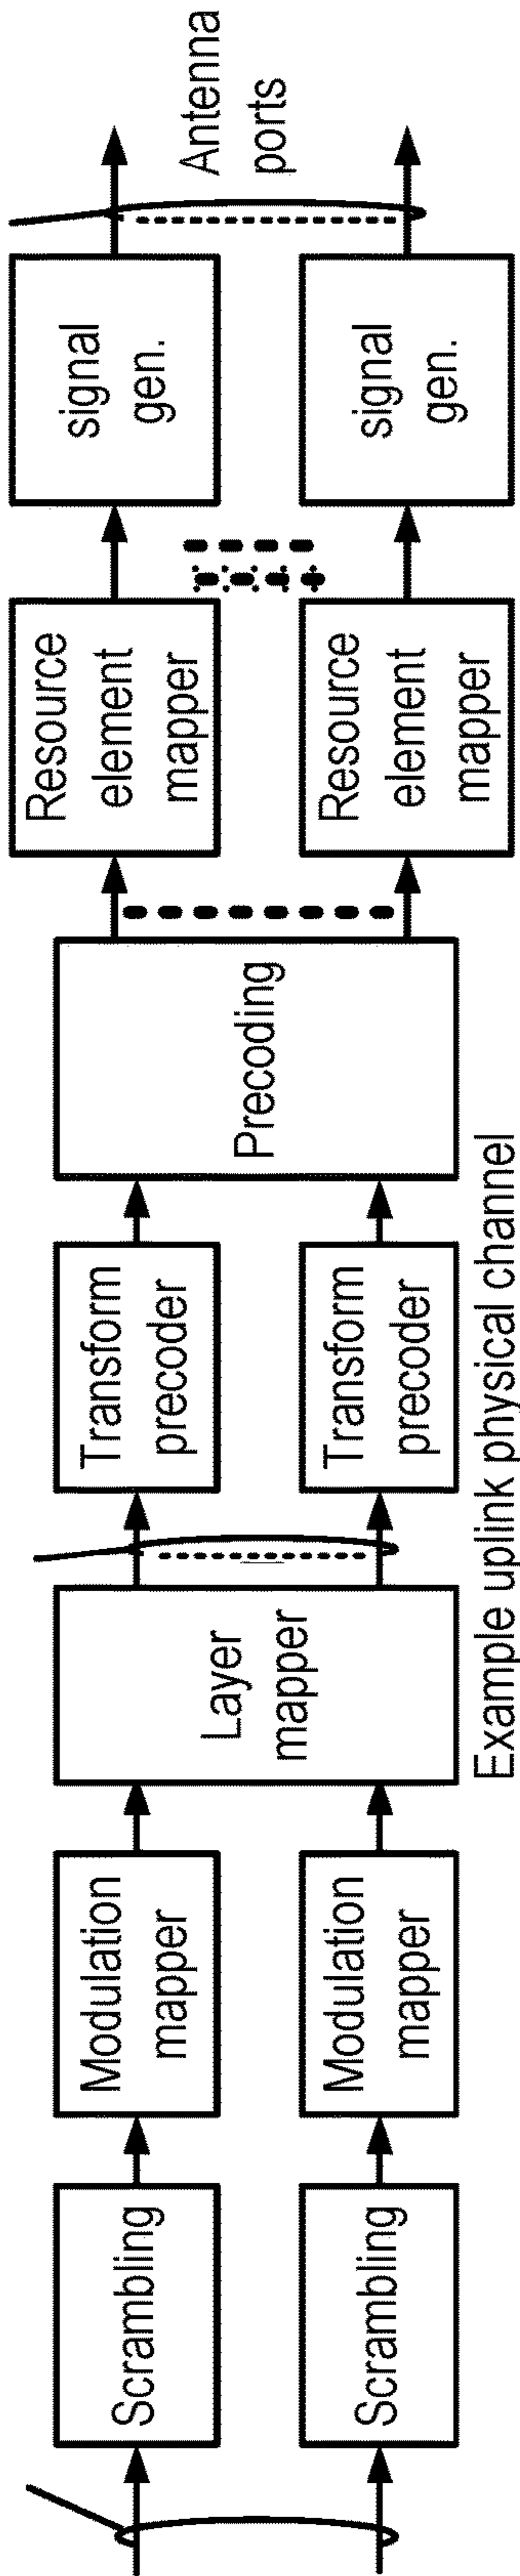 Scrambling
Scrambling
Modulation
mapper
Modulation
mapper
Layer
mapper
Transform
precoder
Transform
precoder
Precoding
Resource
element
mapper
Resource
element
mapper
signal
gen.
signal
gen.
Antenna
ports
Example uplink physical channel